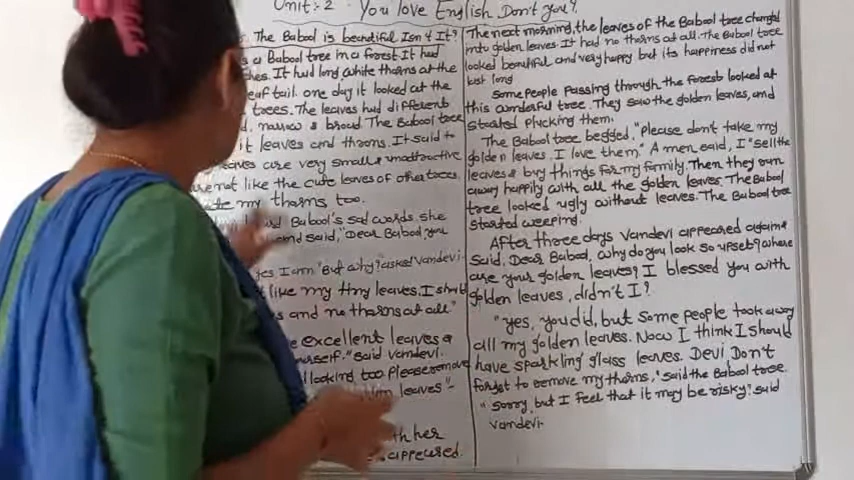 Unit:-2 You love English Don't you?
The Babool is beautiful Isn't It?
a Babool tree in a forest It had
It had long white thorns at the
leaf tail. one day it looked at the
trees. The leaves had different
narrow & broad. The Babool tree
it leaves and throns. It said to
leaves are very small & unattractive
are not like the cute leaves of other trees.
my thorns too.
Babool's sad words. she
and said, "Dear Babool you
yes I am "But why?" asked vandevi.
like my tiny leaves. I should
and no thorns at all"
excellent leaves a
said vandevi.
looking too Please remove
leaves".
her
appeared.
The next morning, the leaves of the Babool tree changed
into golden leaves. It had no thorns at all. The Babool tree
looked beautiful and very happy but its happiness did not
last long
Some people passing through the forest looked at
this wonderful tree. They saw the golden leaves, and
started plucking them.
The Babool tree begged, "Please don't take my
golden leaves. I love them." A men said, I "sell the
leaves & buy things for my family. Then they ran
away happily with all the golden leaves. The Babool
tree looked ugly without leaves. The Babool tree
started weeping.
After three days Vandevi appeared again &
said. Dear, Babool, why do you look so upset? where
are your golden leaves? I blessed you with
golden leaves, didn't I?
"yes, you did, but some people took away
all my golden leaves. Now I think I should
have sparkling glass leaves. Devi Don't
forget to remove my thorns, "said the Babool tree.
"Sorry, but I feel that it may be risky." said
vandevi.